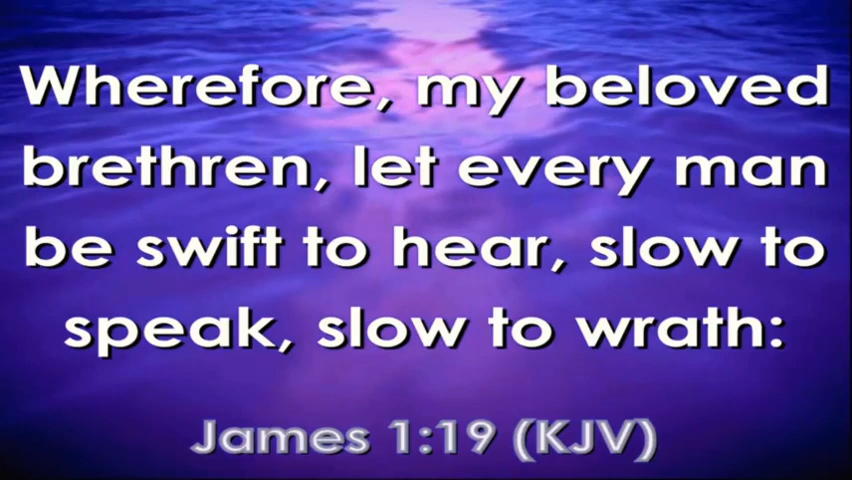 Wherefore, my beloved
brethren, let every man
be swift to hear, slow to
speak, slow to wrath:
James 1:19 (KJV)